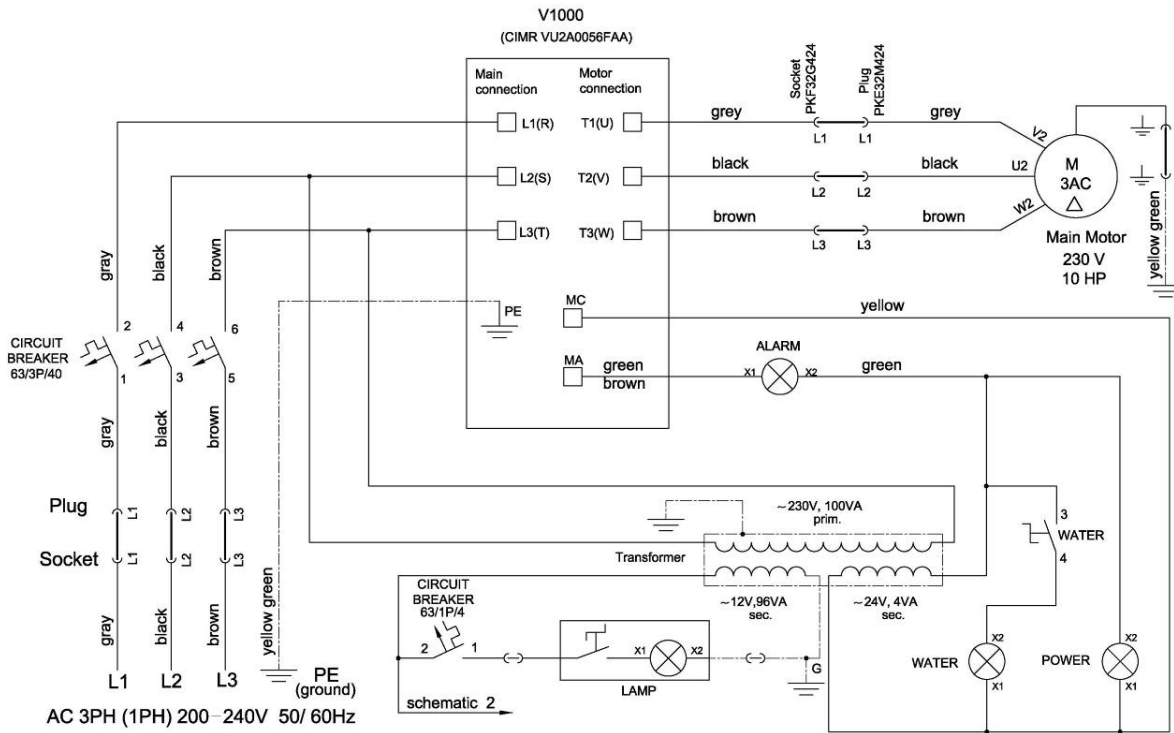 V1000
(CIMR VU2A0056FAA)
Main
connection
Motor
connection
L1(R)
T1(U)
L2(S)
T2(V)
L3(T)
T3(W)
PE
MC
MA
grey
black
brown
Socket
PKF32G424
Plug
PKE32M424
L1
L1
L2
L2
L3
L3
grey
black
brown
V2
U2
W2
M
3AC
Main Motor
230 V
10 HP
yellow green
yellow
green
brown
ALARM
X1
X2
green
gray
black
brown
CIRCUIT
BREAKER
63/3P/40
2
4
6
1
3
5
gray
black
brown
Plug
L1
L2
L3
Socket
L1
L2
L3
gray
black
brown
yellow green
L1
L2
L3
PE
(ground)
AC 3PH (1PH) 200-240V 50/ 60Hz
~230V, 100VA
prim.
Transformer
~12V,96VA
sec.
~24V, 4VA
sec.
CIRCUIT
BREAKER
63/1P/4
2
1
X1
X2
LAMP
G
schematic 2
3
WATER
4
WATER
X2
X1
POWER
X2
X1